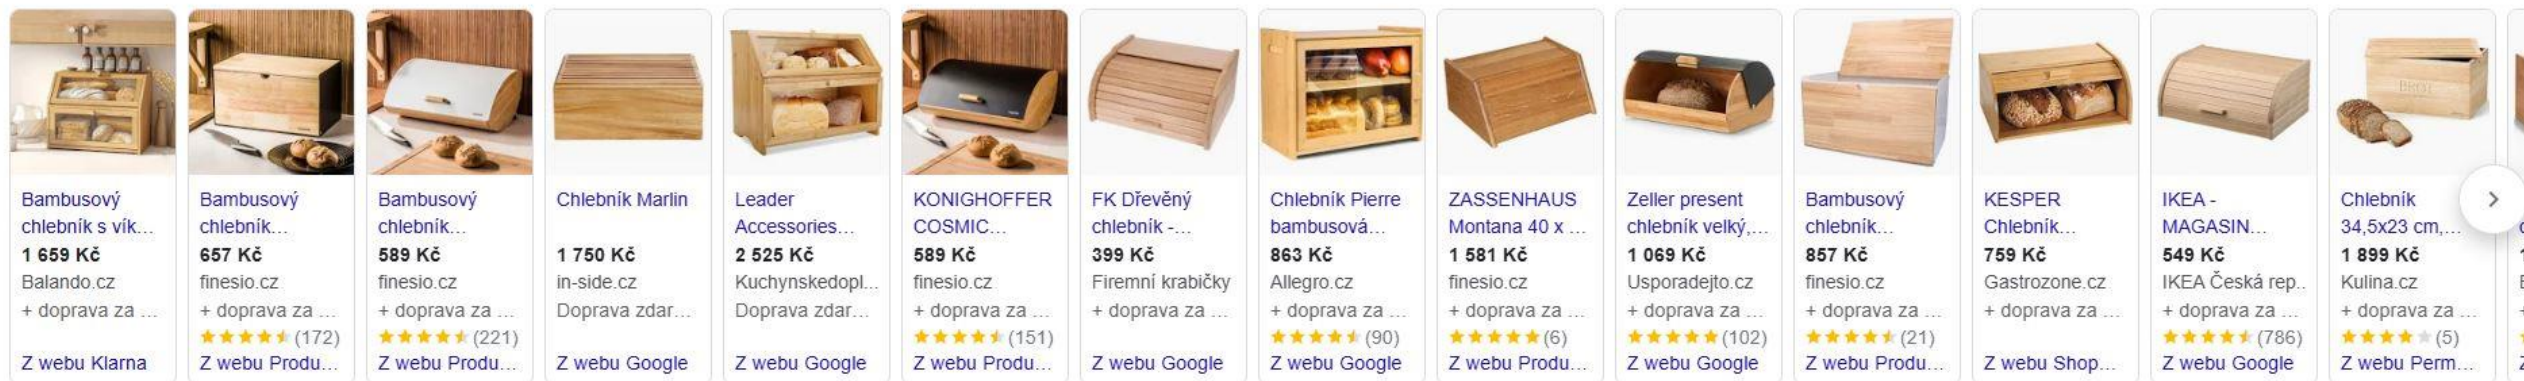 Bambusový
chlebník s vík...
1 659 Kč
Balando.cz
+ doprava za ...
Z webu Klarna
Bambusový
chlebník...
657 Kč
finesio.cz
+ doprava za ...
(172)
Z webu Produ...
Bambusový
chlebník...
589 Kč
finesio.cz
+ doprava za ...
(221)
Z webu Produ...
Chlebník Marlin
1 750 Kč
in-side.cz
Doprava zdar...
Z webu Google
Leader
Accessories...
2 525 Kč
Kuchynskedopl...
Doprava zdar...
Z webu Google
KONIGHOFFER
COSMIC...
589 Kč
finesio.cz
+ doprava za ...
(151)
Z webu Produ...
FK Dřevěný
chlebník -...
399 Kč
Firemní krabičky
+ doprava za ...
Z webu Google
Chlebník Pierre
bambusová...
863 Kč
Allegro.cz
+ doprava za ...
(90)
Z webu Google
ZASSENHAUS
Montana 40 x ...
1 581 Kč
finesio.cz
+ doprava za ...
(6)
Z webu Produ...
Zeller present
chlebník velký,...
1 069 Kč
Usporadejto.cz
+ doprava za ...
(102)
Z webu Google
Bambusový
chlebník...
857 Kč
finesio.cz
+ doprava za ...
(21)
Z webu Produ...
KESPER
Chlebník...
759 Kč
Gastrozone.cz
+ doprava za ...
Z webu Shop...
IKEA -
MAGASIN...
549 Kč
IKEA Česká rep..
+ doprava za ...
(786)
Z webu Google
BROT
Chlebník
34,5x23 cm,...
1 899 Kč
Kulina.cz
+ doprava za ...
(5)
Z webu Perm...